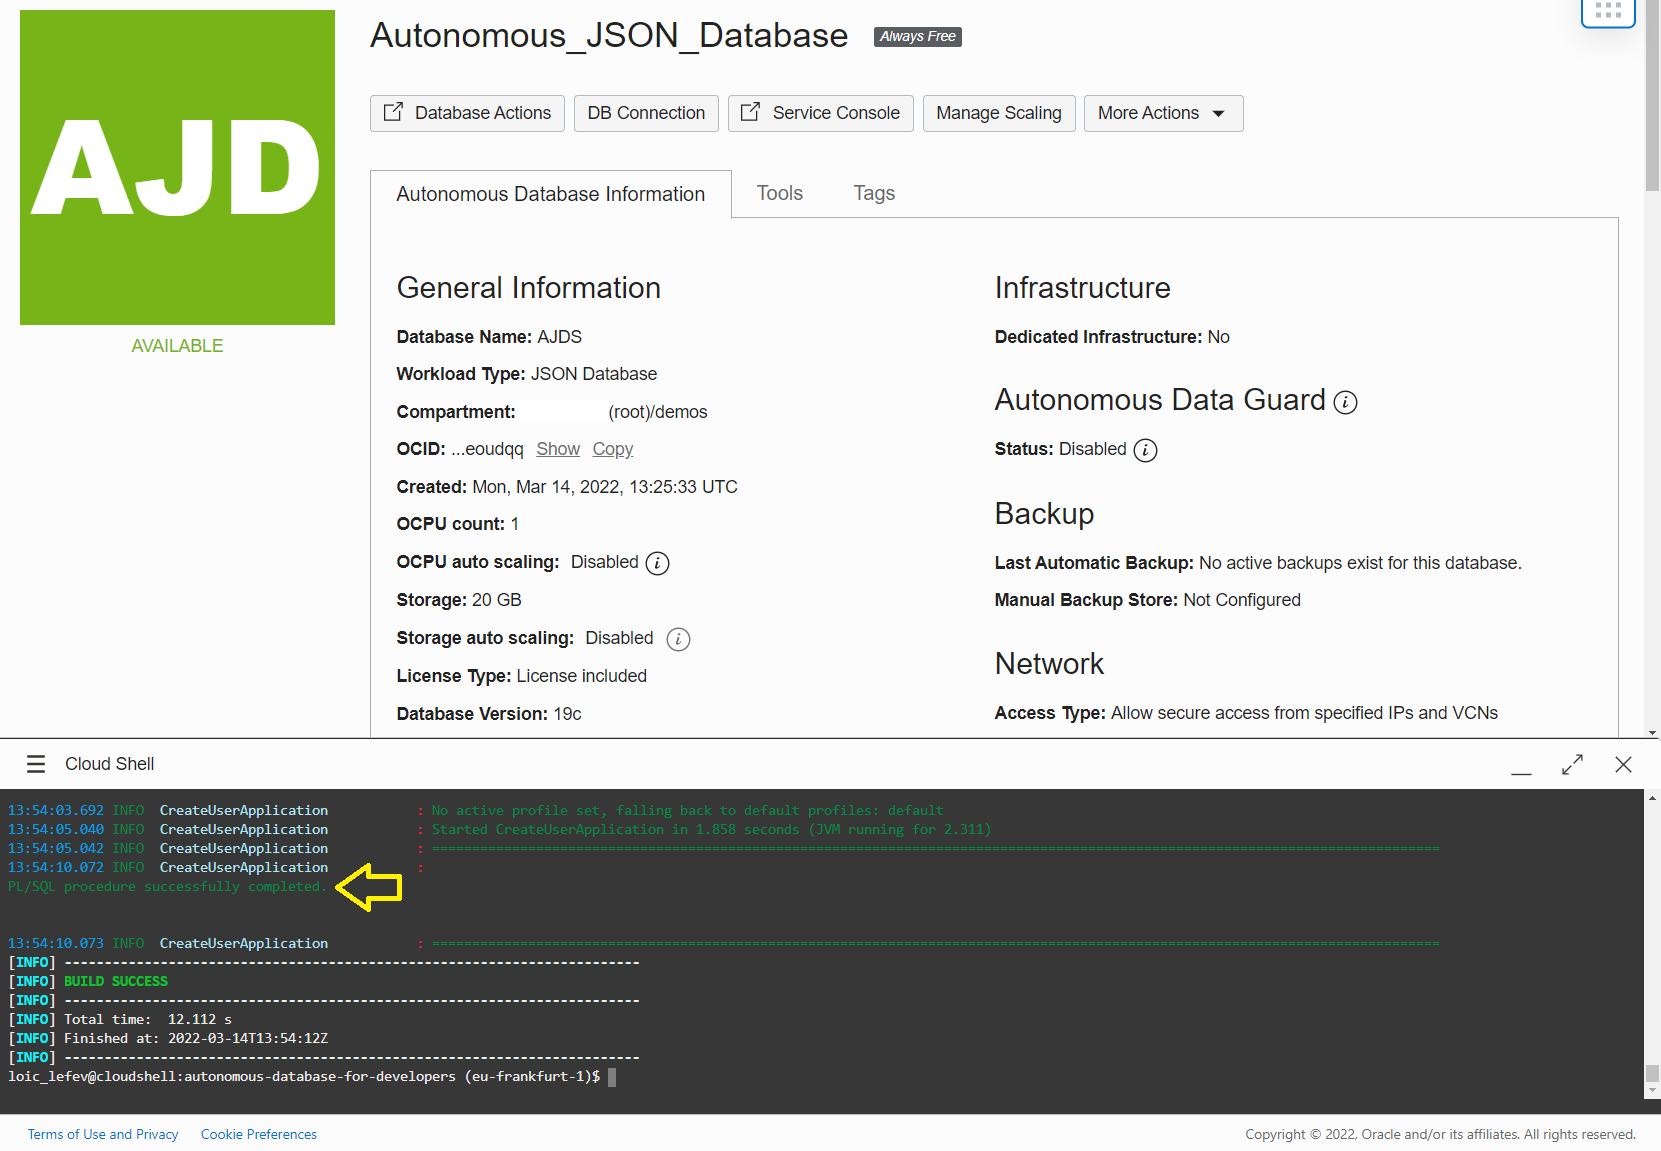 AJD
AVAILABLE
Autonomous_JSON_Database Always Free
Database Actions DB Connection Service Console Manage Scaling More Actions
Autonomous Database Information Tools Tags
General Information
Database Name: AJDS
Workload Type: JSON Database
Compartment: (root)/demos
OCID: ...eoudqq Show Copy
Created: Mon, Mar 14, 2022, 13:25:33 UTC
OCPU count: 1
OCPU auto scaling: Disabled i
Storage: 20 GB
Storage auto scaling: Disabled i
License Type: License included
Database Version: 19c
Infrastructure
Dedicated Infrastructure: No
Autonomous Data Guard i
Status: Disabled i
Backup
Last Automatic Backup: No active backups exist for this database.
Manual Backup Store: Not Configured
Network
Access Type: Allow secure access from specified IPs and VCNs
Cloud Shell
13:54:03.692 INFO CreateUserApplication : No active profile set, falling back to default profiles: default
13:54:05.040 INFO CreateUserApplication : Started CreateUserApplication in 1.858 seconds (JVM running for 2.311)
13:54:05.042 INFO CreateUserApplication : ==============================================================================================================================
13:54:10.072 INFO CreateUserApplication :
PL/SQL procedure successfully completed.
13:54:10.073 INFO CreateUserApplication : ==============================================================================================================================
[INFO] ------------------------------------------------------------------------
[INFO] BUILD SUCCESS
[INFO] ------------------------------------------------------------------------
[INFO] Total time:  12.112 s
[INFO] Finished at: 2022-03-14T13:54:12Z
[INFO] ------------------------------------------------------------------------
loic_lefev@cloudshell:autonomous-database-for-developers (eu-frankfurt-1)$
Terms of Use and Privacy Cookie Preferences
Copyright © 2022, Oracle and/or its affiliates. All rights reserved.